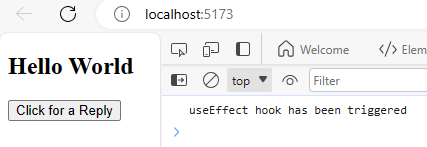 localhost:5173
Hello World
Click for a Reply
Welcome
</> Elem
top
Filter
useEffect hook has been triggered